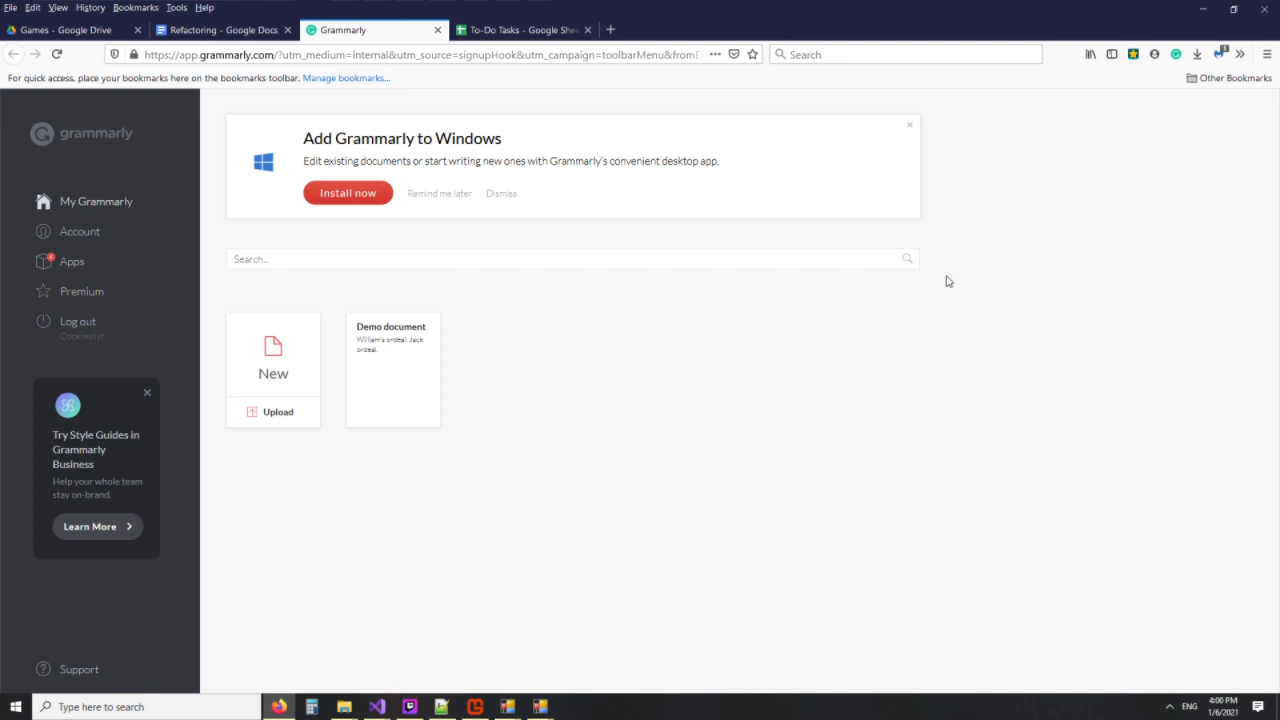 File Edit View History Bookmarks Tools Help
Games - Google Drive
Refactoring - Google Docs
Grammarly
To-Do Tasks - Google She
https://app.grammarly.com/?utm_medium=internal&utm_source=signupHook&utm_campaign=toolbarMenu&fromE
Search
For quick access, place your bookmarks here on the bookmarks toolbar. Manage bookmarks...
Other Bookmarks
grammarly
My Grammarly
Account
Apps
Premium
Log out
Try Style Guides in
Grammarly
Business
Help your whole team
stay on-brand.
Learn More
Support
Add Grammarly to Windows
Edit existing documents or start writing new ones with Grammarly's convenient desktop app.
Install now Remind me later Dismiss
Search...
New
Upload
Demo document
William's ordeal. Jack
ordeal.
Type here to search
1
ENG
4:00 PM
1/6/2021